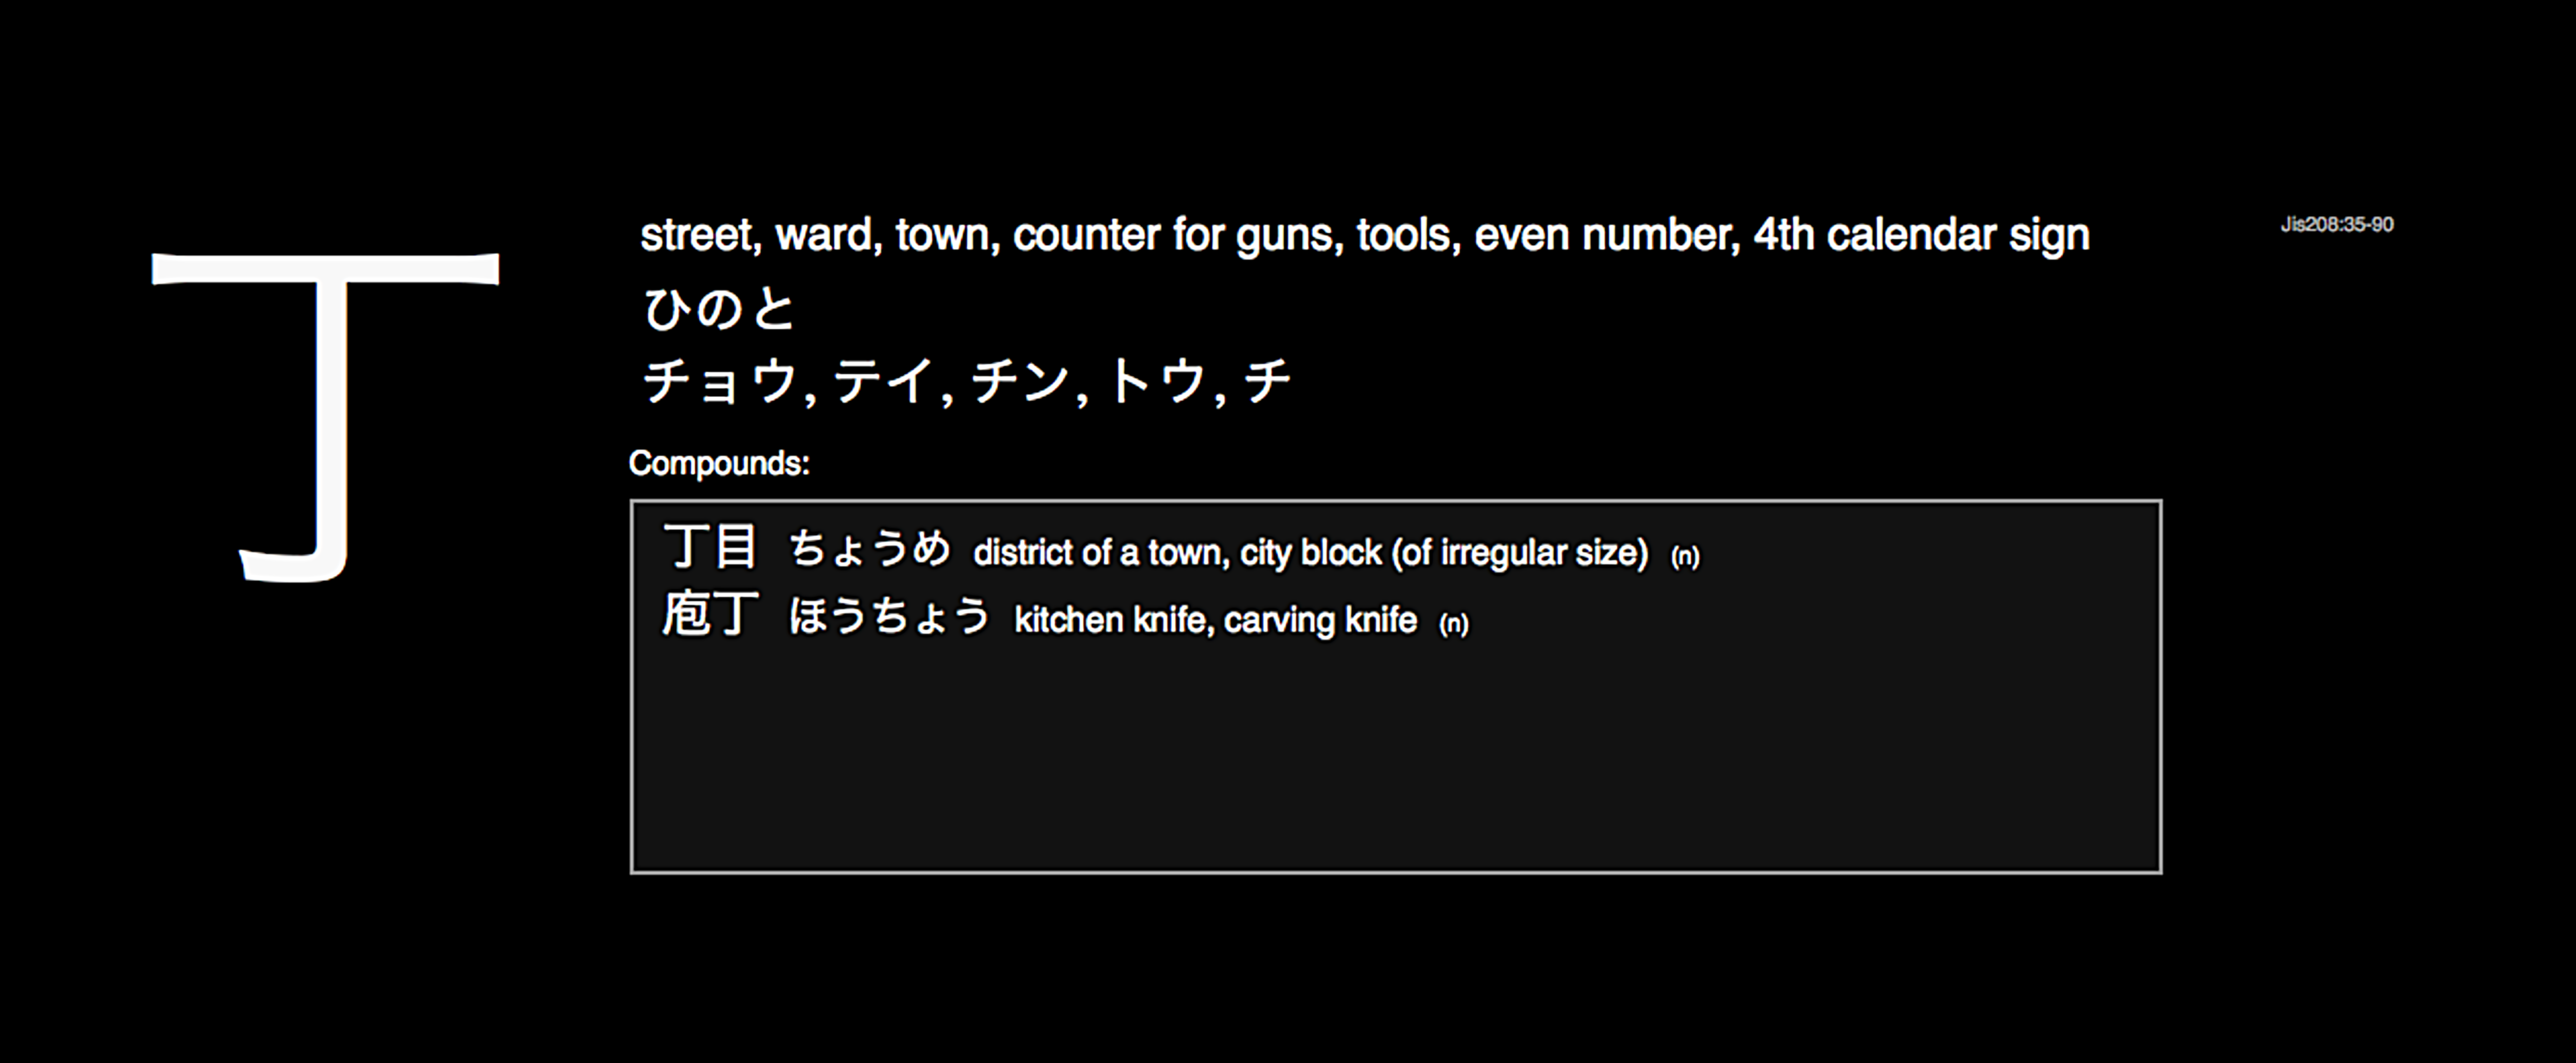 丁
street, ward, town, counter for guns, tools, even number, 4th calendar sign
Jis208:35-90
ひのと
チョウ, テイ, チン, トウ, チ
Compounds:
丁目 ちょうめ district of a town, city block (of irregular size) (n)
庖丁 ほうちょう kitchen knife, carving knife (n)